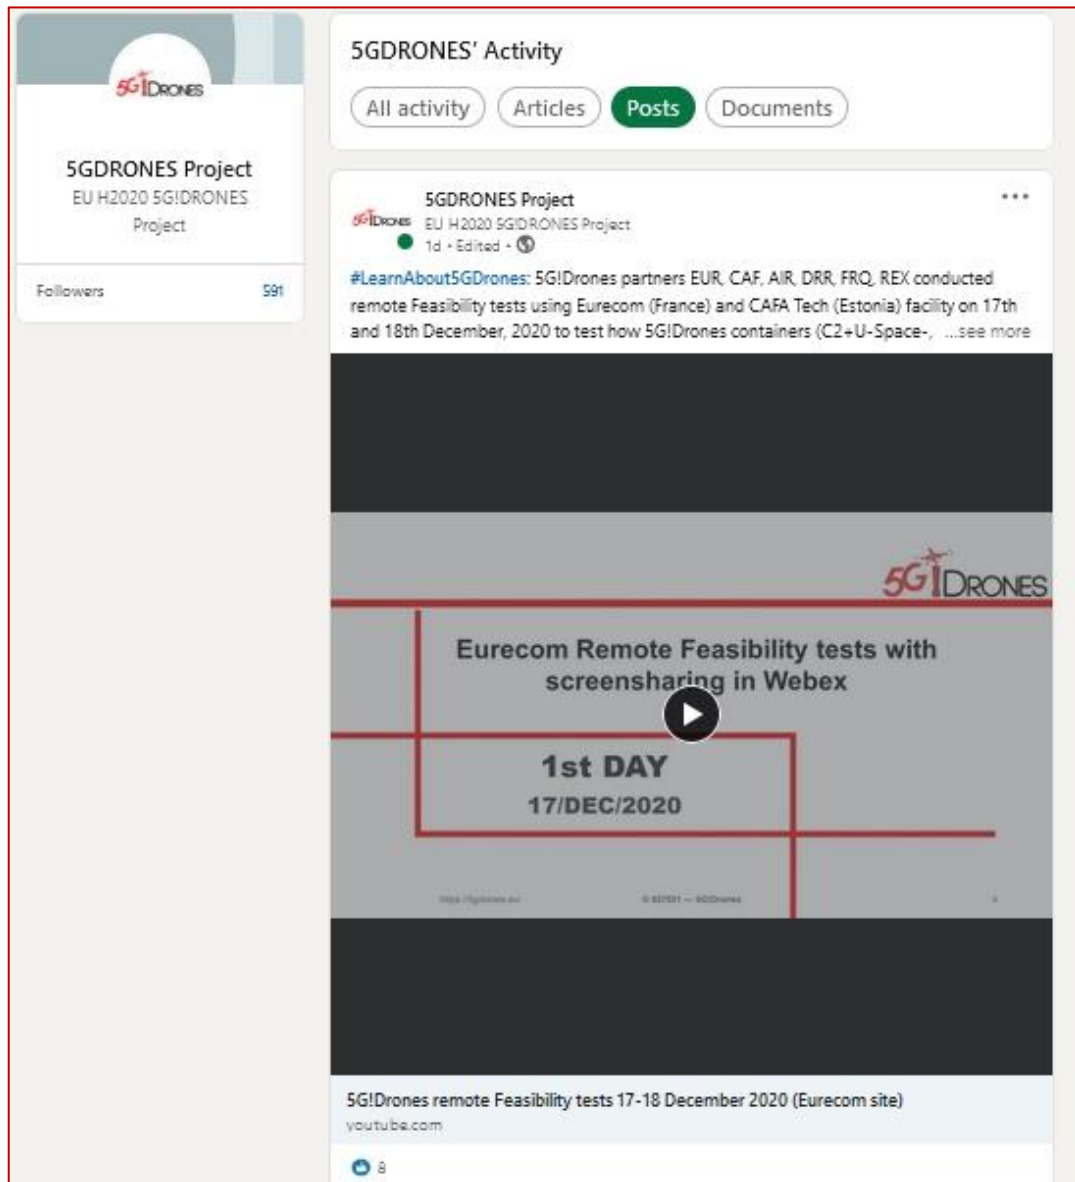 5G!DRONES
5GDRONES Project
EU H2020 5G!DRONES
Project
Followers 591
5GDRONES' Activity
All activity Articles Posts Documents
5G!DRONES
5GDRONES Project
EU H2020 5G!DRONES Project
1d • Edited •
#LearnAbout5GDrones: 5G!Drones partners EUR, CAF, AIR, DRR, FRQ, REX conducted
remote Feasibility tests using Eurecom (France) and CAFA Tech (Estonia) facility on 17th
and 18th December, 2020 to test how 5G!Drones containers (C2+U-Space-, ...see more
5G!DRONES
Eurecom Remote Feasibility tests with
screensharing in Webex
1st DAY
17/DEC/2020
5G!Drones remote Feasibility tests 17-18 December 2020 (Eurecom site)
youtube.com
8